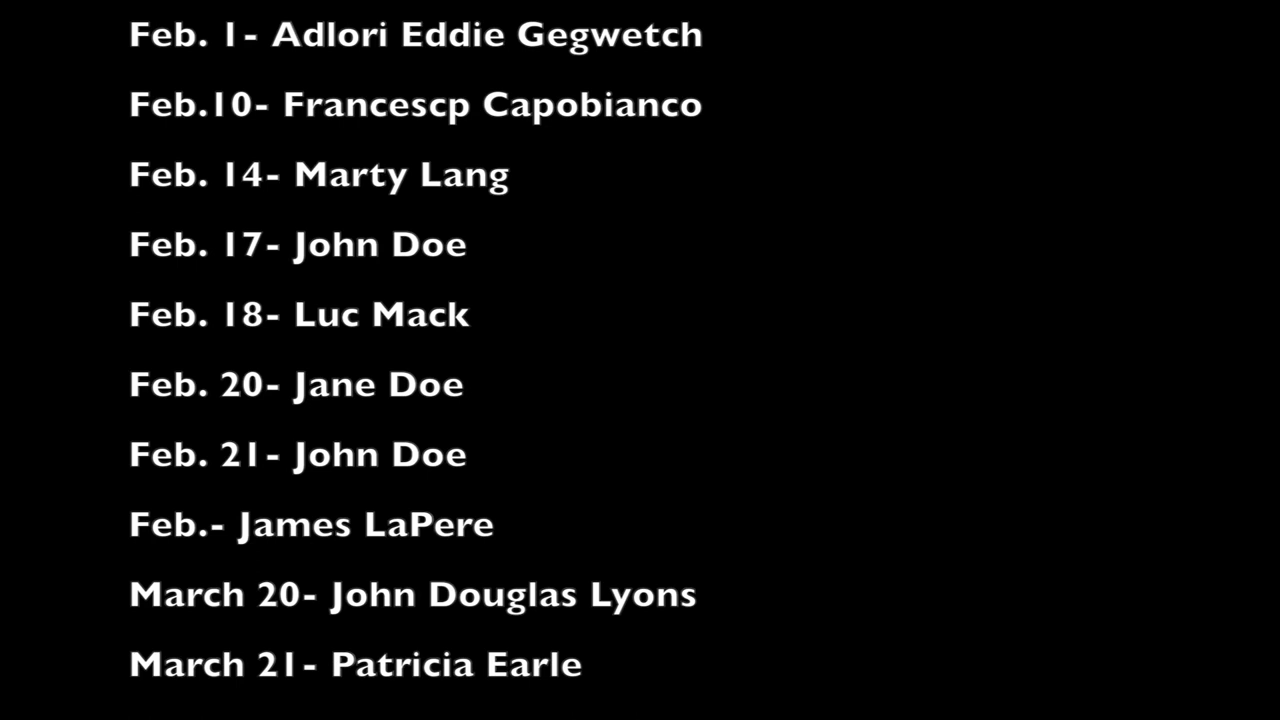 Feb. 1- Adlori Eddie Gegwetch
Feb.10- Francescp Capobianco
Feb. 14- Marty Lang
Feb. 17- John Doe
Feb. 18- Luc Mack
Feb. 20- Jane Doe
Feb. 21- John Doe
Feb.- James LaPere
March 20- John Douglas Lyons
March 21- Patricia Earle